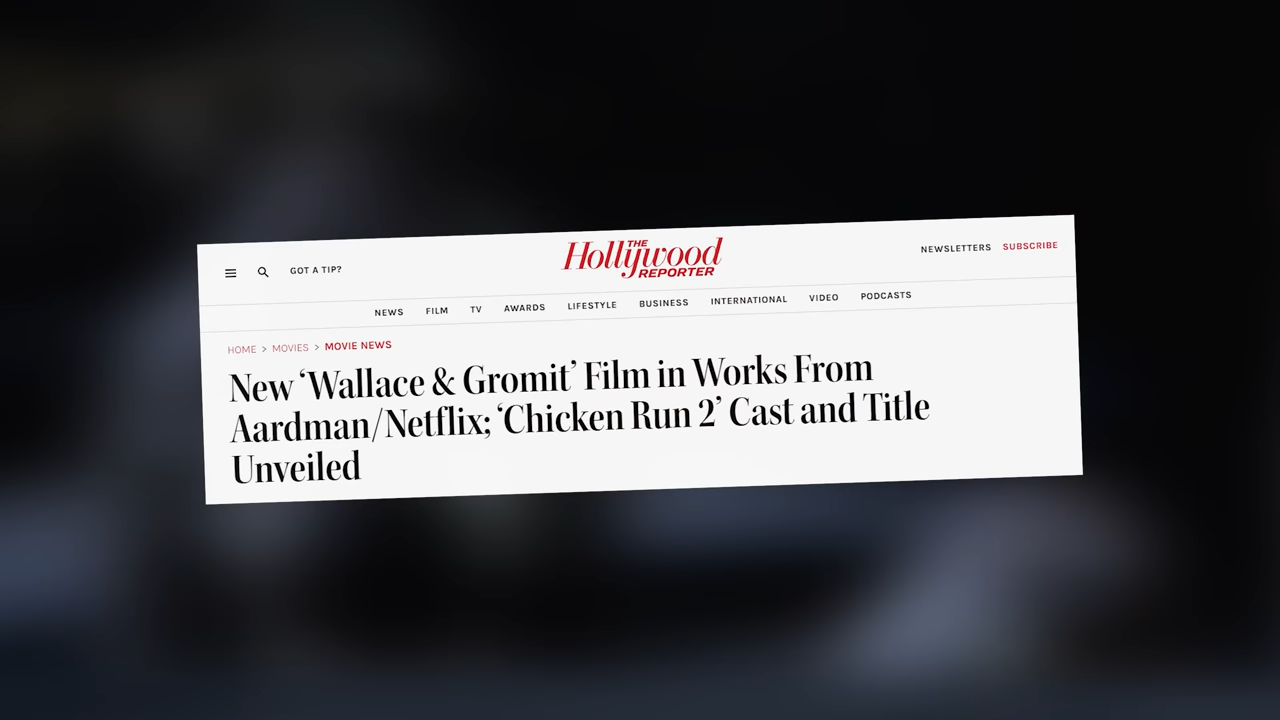 GOT A TIP?
THE
Hollywood
REPORTER
NEWSLETTERS SUBSCRIBE
NEWS FILM TV AWARDS LIFESTYLE BUSINESS INTERNATIONAL VIDEO PODCASTS
HOME > MOVIES > MOVIE NEWS
New ‘Wallace & Gromit’ Film in Works From
Aardman/Netflix; ‘Chicken Run 2’ Cast and Title
Unveiled